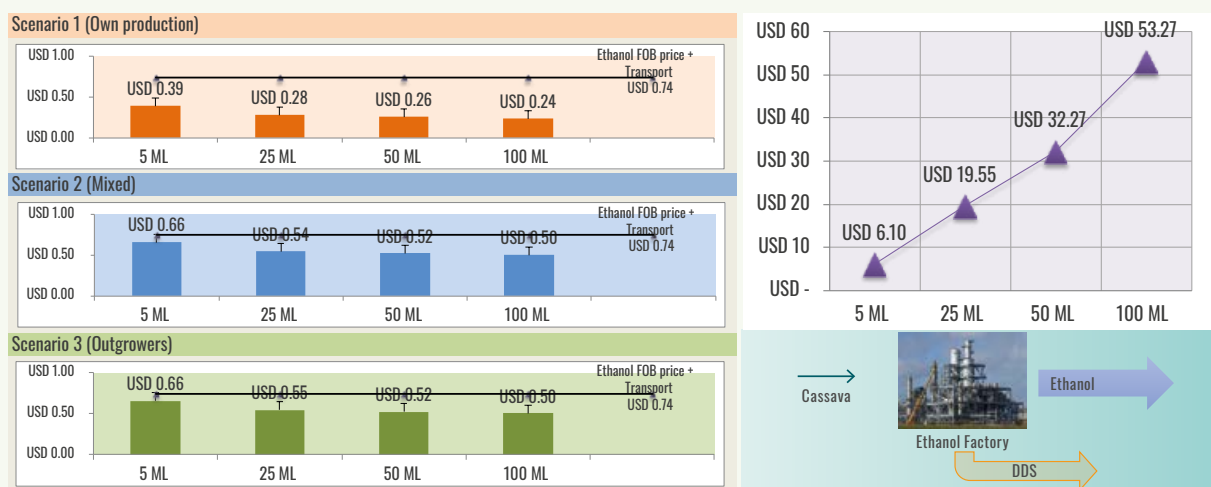 Scenario 1 (Own production)
USD 1.00
USD 0.50
USD 0.00
USD 0.39
USD 0.28
USD 0.26
USD 0.24
Ethanol FOB price +
Transport
USD 0.74
5 ML
25 ML
50 ML
100 ML
Scenario 2 (Mixed)
USD 1.00
USD 0.50
USD 0.00
USD 0.66
USD 0.54
USD 0.52
USD 0.50
Ethanol FOB price +
Transport
USD 0.74
5 ML
25 ML
50 ML
100 ML
Scenario 3 (Outgrowers)
USD 1.00
USD 0.50
USD 0.00
USD 0.66
USD 0.55
USD 0.52
USD 0.50
Ethanol FOB price +
Transport
USD 0.74
5 ML
25 ML
50 ML
100 ML
USD 60
USD 50
USD 40
USD 30
USD 20
USD 10
USD -
USD 6.10
USD 19.55
USD 32.27
USD 53.27
5 ML
25 ML
50 ML
100 ML
Cassava
Ethanol Factory
Ethanol
DDS